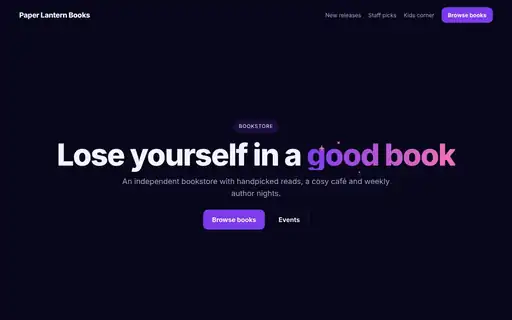 Paper Lantern Books
New releases Staff picks Kids corner Browse books
BOOKSTORE
Lose yourself in a good book
An independent bookstore with handpicked reads, a cosy café and weekly
author nights.
Browse books Events